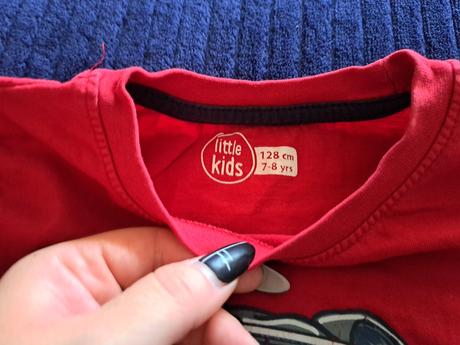 little
kids
128 cm
7-8 yrs